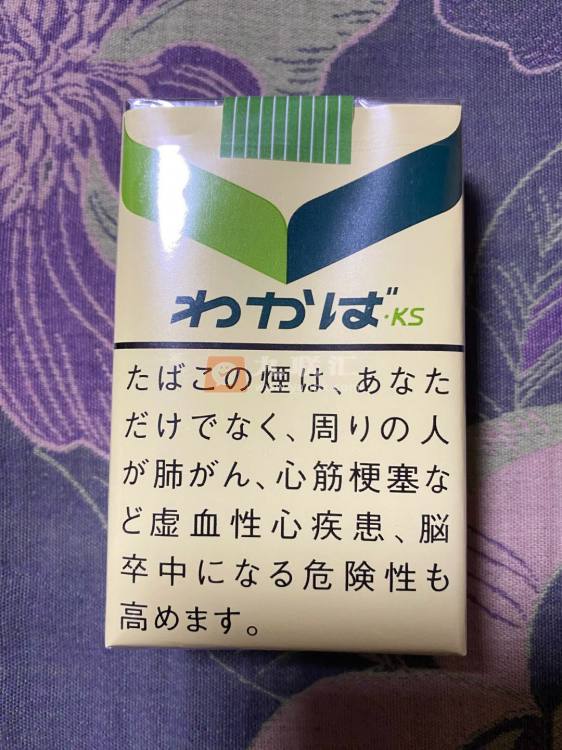 わかば・KS
たばこの煙は、あなた
だけでなく、周りの人
が肺がん、心筋梗塞な
ど虚血性心疾患、脳
卒中になる危険性も
高めます。